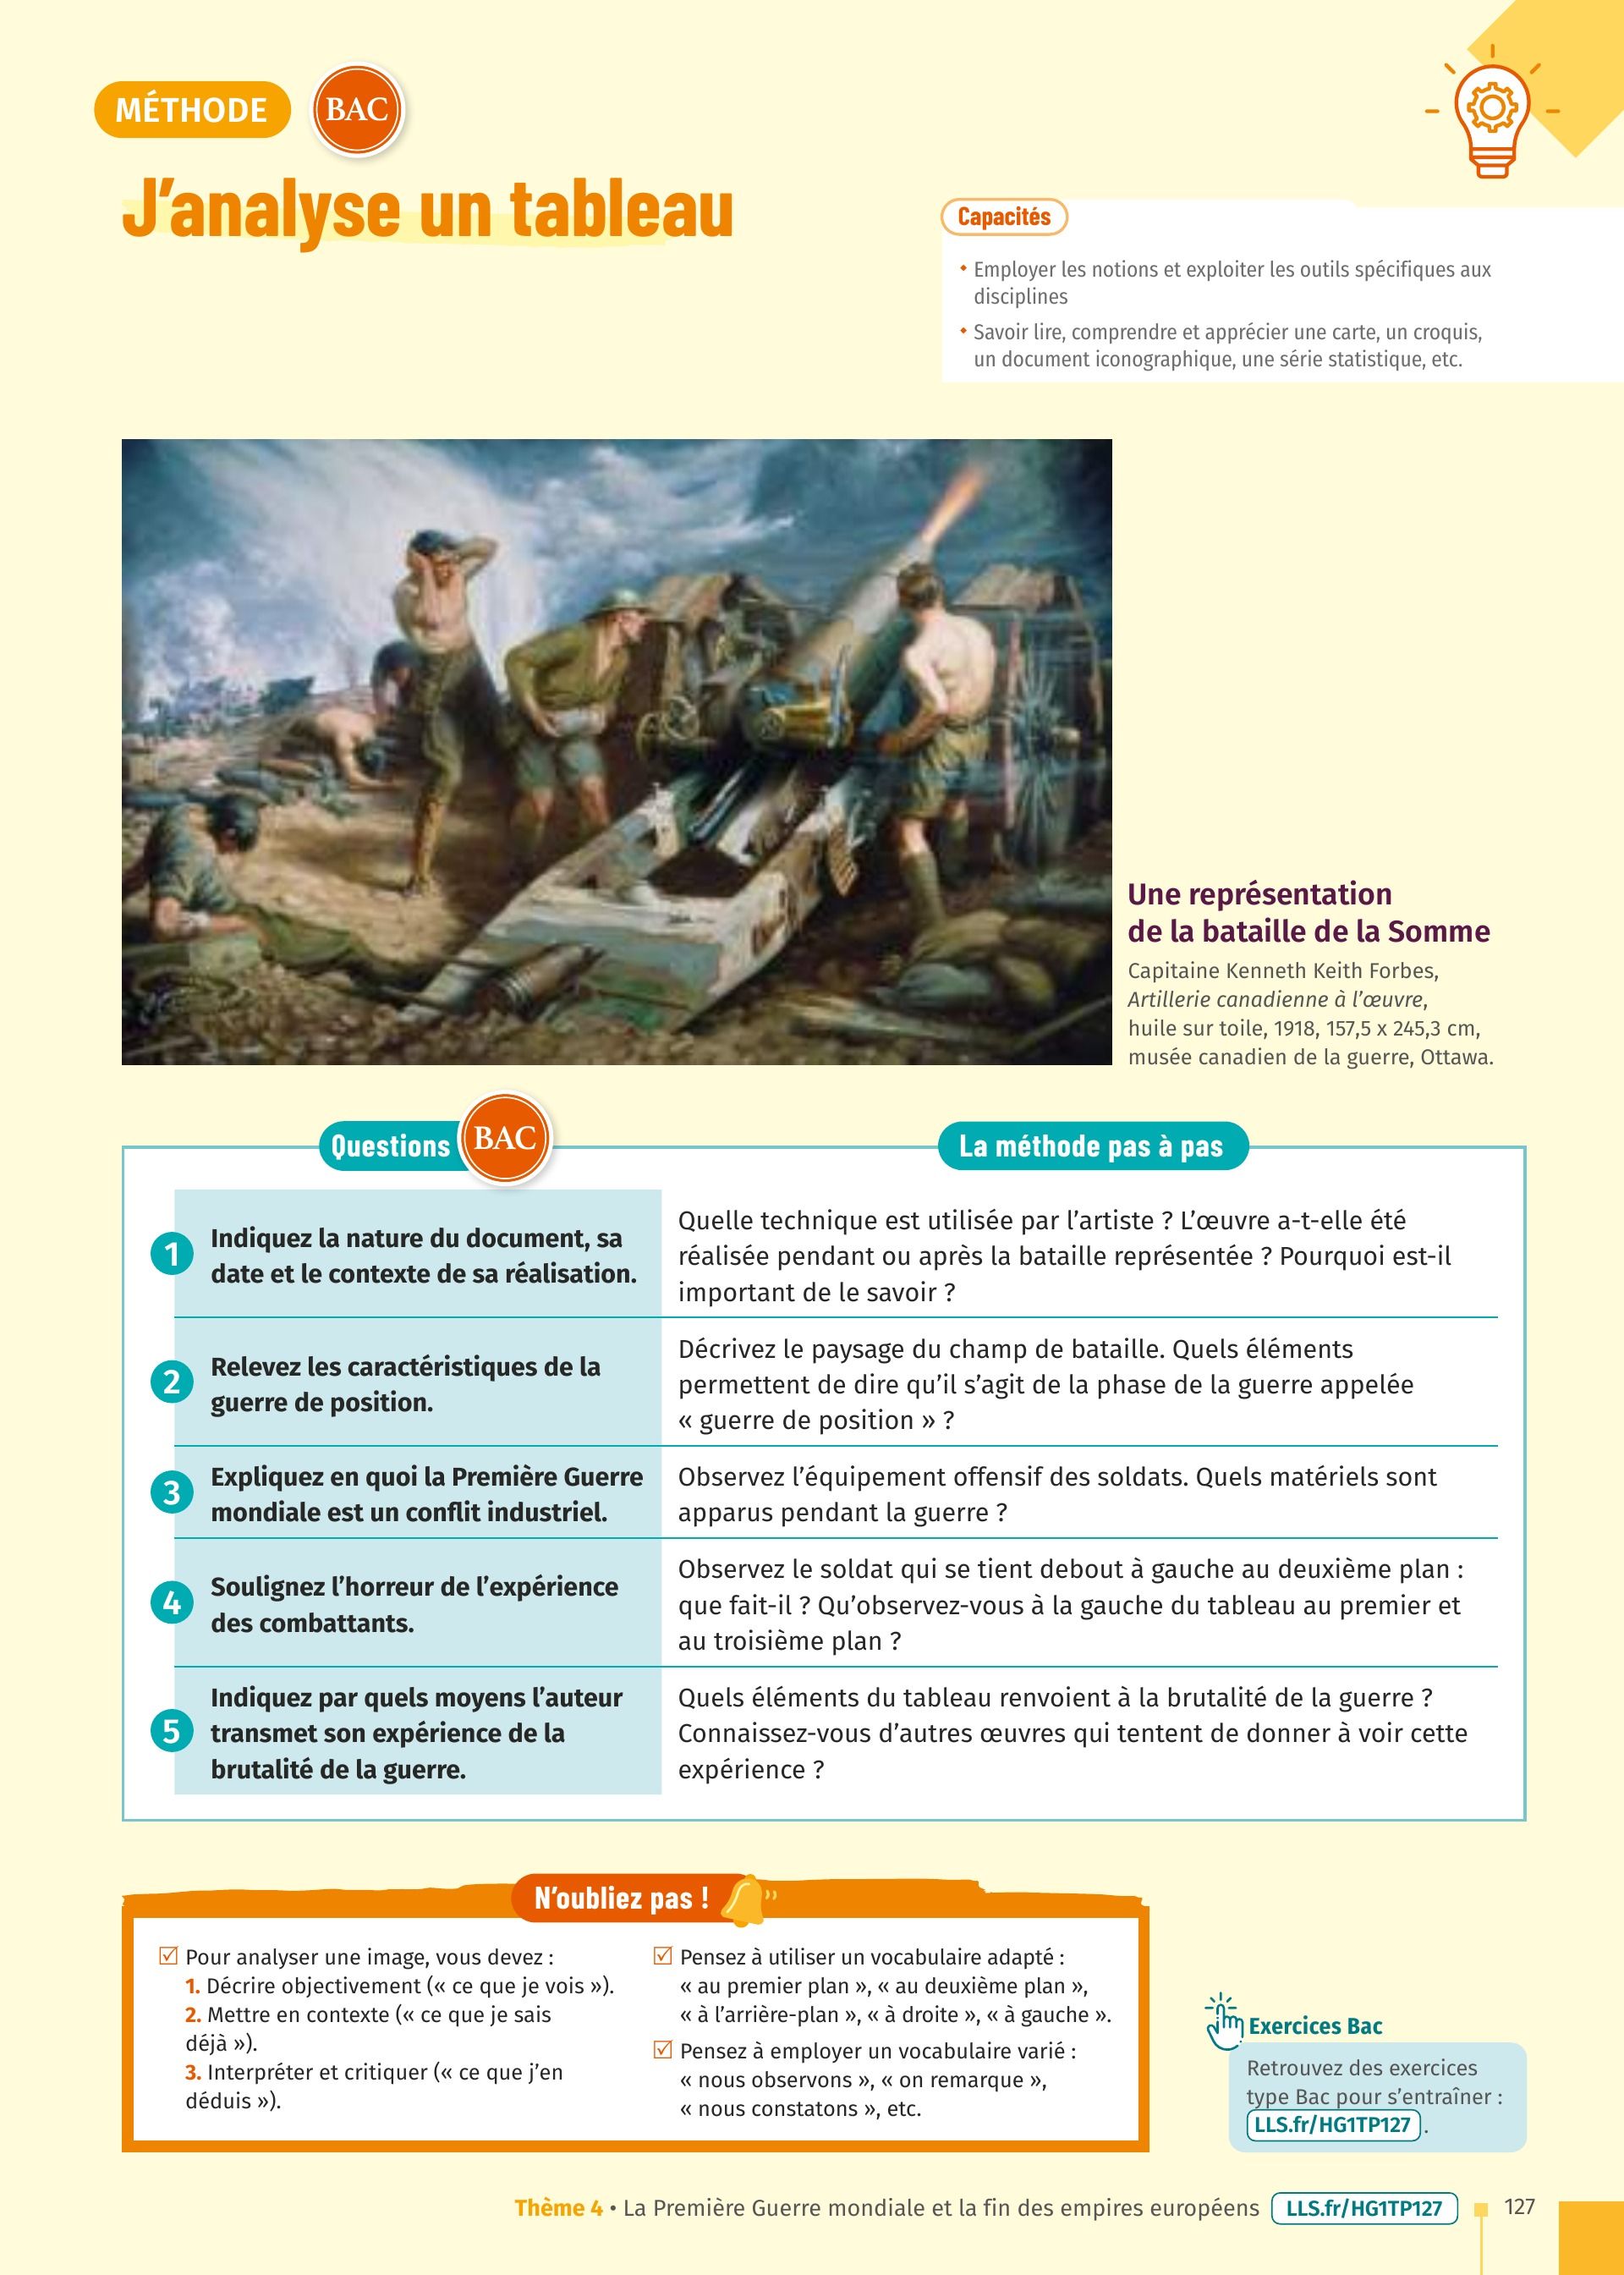 MÉTHODE
BAC
J’analyse un tableau
Capacités
• Employer les notions et exploiter les outils spécifiques aux
disciplines
• Savoir lire, comprendre et apprécier une carte, un croquis,
un document iconographique, une série statistique, etc.
Une représentation
de la bataille de la Somme
Capitaine Kenneth Keith Forbes,
Artillerie canadienne à l’œuvre,
huile sur toile, 1918, 157,5 x 245,3 cm,
musée canadien de la guerre, Ottawa.
Questions
BAC
La méthode pas à pas
1
Indiquez la nature du document, sa
date et le contexte de sa réalisation.
Quelle technique est utilisée par l’artiste ? L’œuvre a-t-elle été
réalisée pendant ou après la bataille représentée ? Pourquoi est-il
important de le savoir ?
2
Relevez les caractéristiques de la
guerre de position.
Décrivez le paysage du champ de bataille. Quels éléments
permettent de dire qu’il s’agit de la phase de la guerre appelée
« guerre de position » ?
3
Expliquez en quoi la Première Guerre
mondiale est un conflit industriel.
Observez l’équipement offensif des soldats. Quels matériels sont
apparus pendant la guerre ?
4
Soulignez l’horreur de l’expérience
des combattants.
Observez le soldat qui se tient debout à gauche au deuxième plan :
que fait-il ? Qu’observez-vous à la gauche du tableau au premier et
au troisième plan ?
5
Indiquez par quels moyens l’auteur
transmet son expérience de la
brutalité de la guerre.
Quels éléments du tableau renvoient à la brutalité de la guerre ?
Connaissez-vous d’autres œuvres qui tentent de donner à voir cette
expérience ?
N’oubliez pas !
Pour analyser une image, vous devez :
1. Décrire objectivement (« ce que je vois »).
2. Mettre en contexte (« ce que je sais
déjà »).
3. Interpréter et critiquer (« ce que j’en
déduis »).
Pensez à utiliser un vocabulaire adapté :
« au premier plan », « au deuxième plan »,
« à l’arrière-plan », « à droite », « à gauche ».
Pensez à employer un vocabulaire varié :
« nous observons », « on remarque »,
« nous constatons », etc.
Exercices Bac
Retrouvez des exercices
type Bac pour s’entraîner :
LLS.fr/HG1TP127 .
Thème 4 • La Première Guerre mondiale et la fin des empires européens LLS.fr/HG1TP127 127